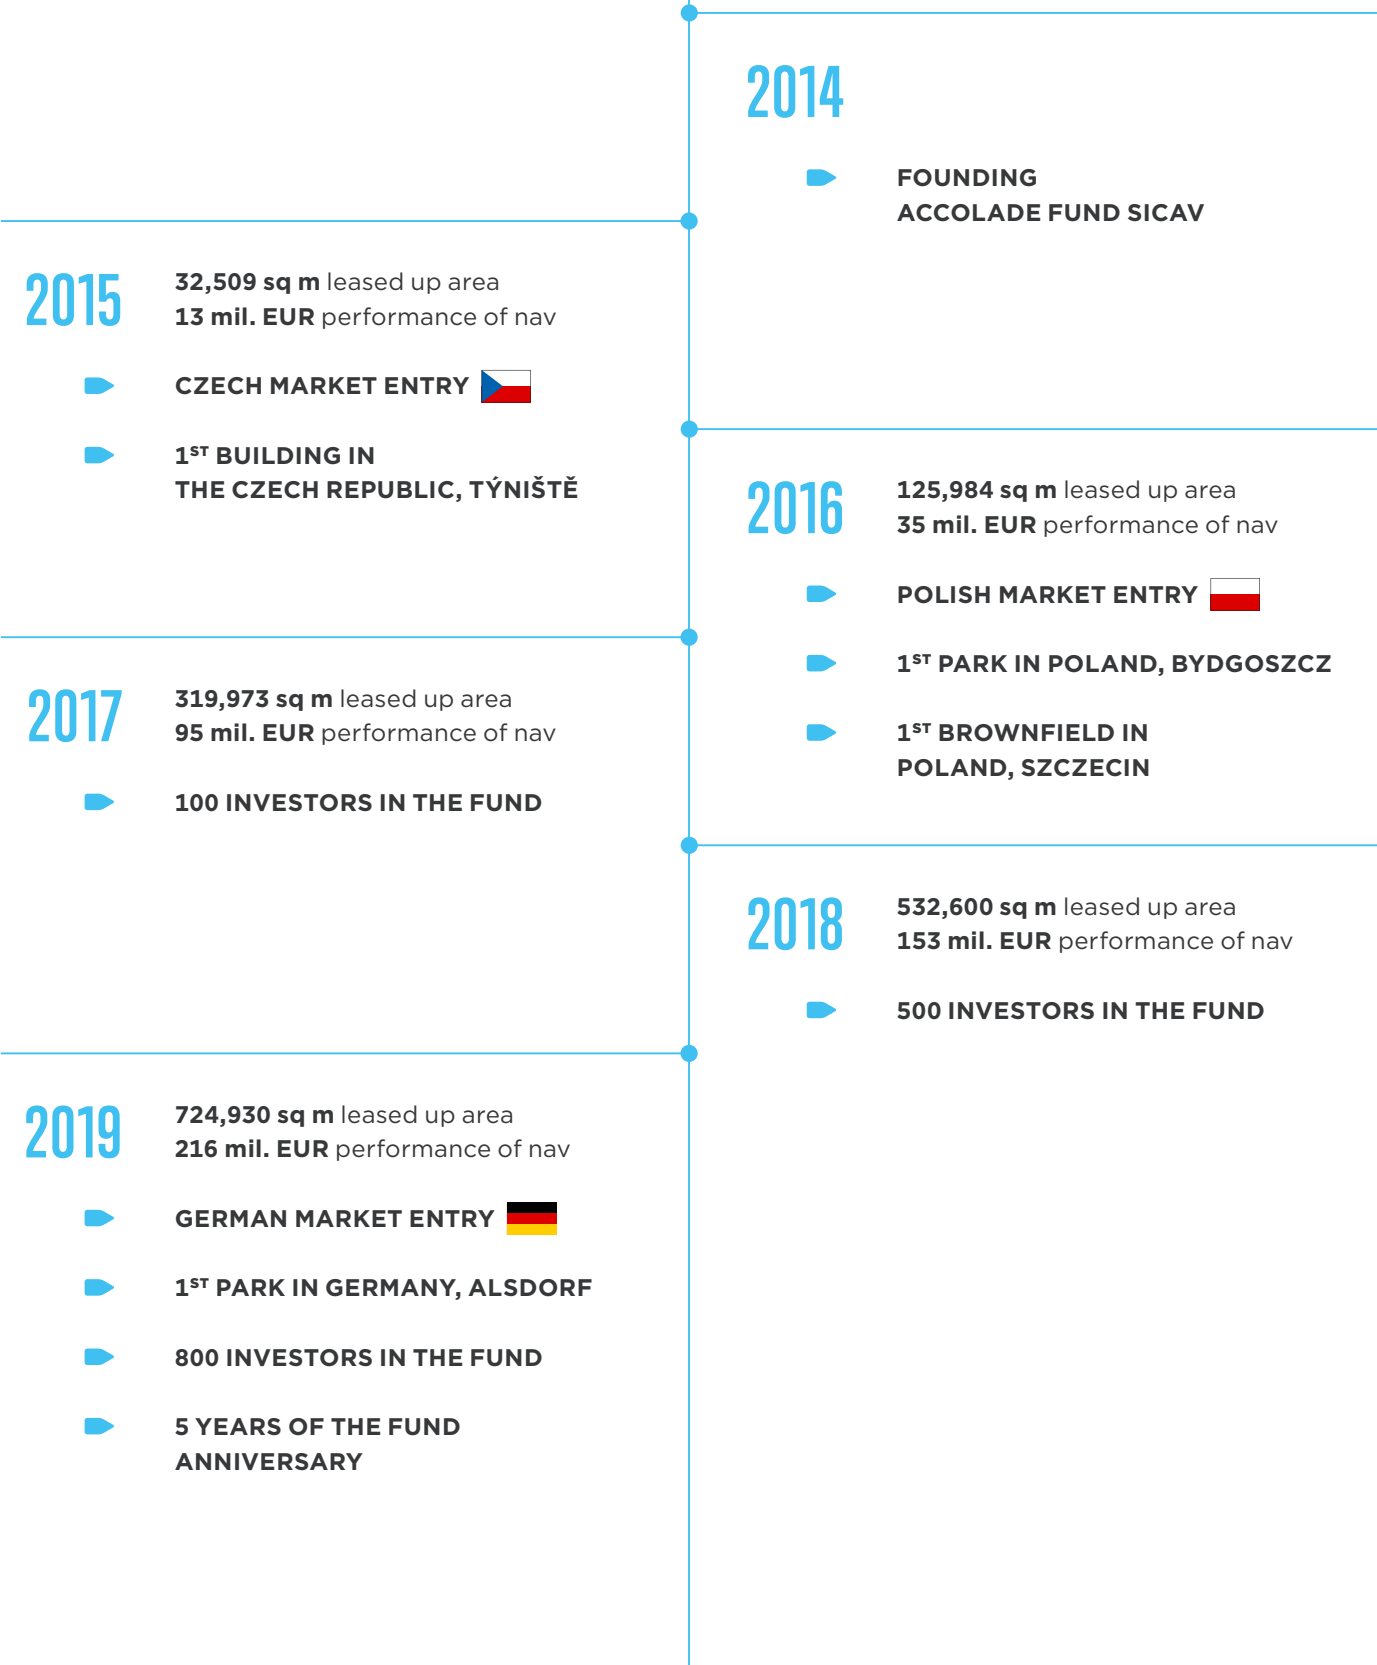 2014
FOUNDING
ACCOLADE FUND SICAV
2015
32,509 sq m leased up area
13 mil. EUR performance of nav
CZECH MARKET ENTRY
1ST BUILDING IN
THE CZECH REPUBLIC, TÝNIŠTĚ
2016
125,984 sq m leased up area
35 mil. EUR performance of nav
POLISH MARKET ENTRY
1ST PARK IN POLAND, BYDGOSZCZ
1ST BROWNFIELD IN
POLAND, SZCZECIN
2017
319,973 sq m leased up area
95 mil. EUR performance of nav
100 INVESTORS IN THE FUND
2018
532,600 sq m leased up area
153 mil. EUR performance of nav
500 INVESTORS IN THE FUND
2019
724,930 sq m leased up area
216 mil. EUR performance of nav
GERMAN MARKET ENTRY
1ST PARK IN GERMANY, ALSDORF
800 INVESTORS IN THE FUND
5 YEARS OF THE FUND
ANNIVERSARY